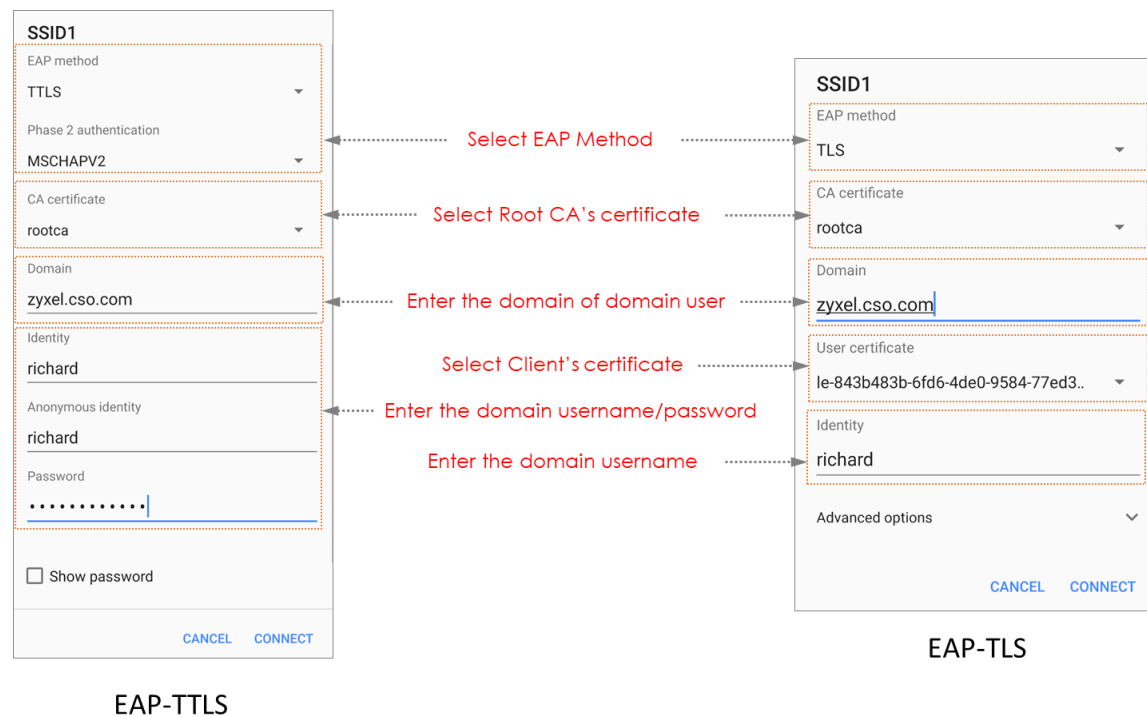 SSID1
EAP method
TTLS
Phase 2 authentication
MSCHAPV2
CA certificate
rootca
Domain
zyxel.cso.com
Identity
richard
Anonymous identity
richard
Password
••••••••••••
Show password
CANCEL CONNECT
EAP-TTLS
Select EAP Method
Select Root CA’s certificate
Enter the domain of domain user
Select Client’s certificate
Enter the domain username/password
Enter the domain username
SSID1
EAP method
TLS
CA certificate
rootca
Domain
zyxel.cso.com
User certificate
le-843b483b-6fd6-4de0-9584-77ed3..
Identity
richard
Advanced options
CANCEL CONNECT
EAP-TLS